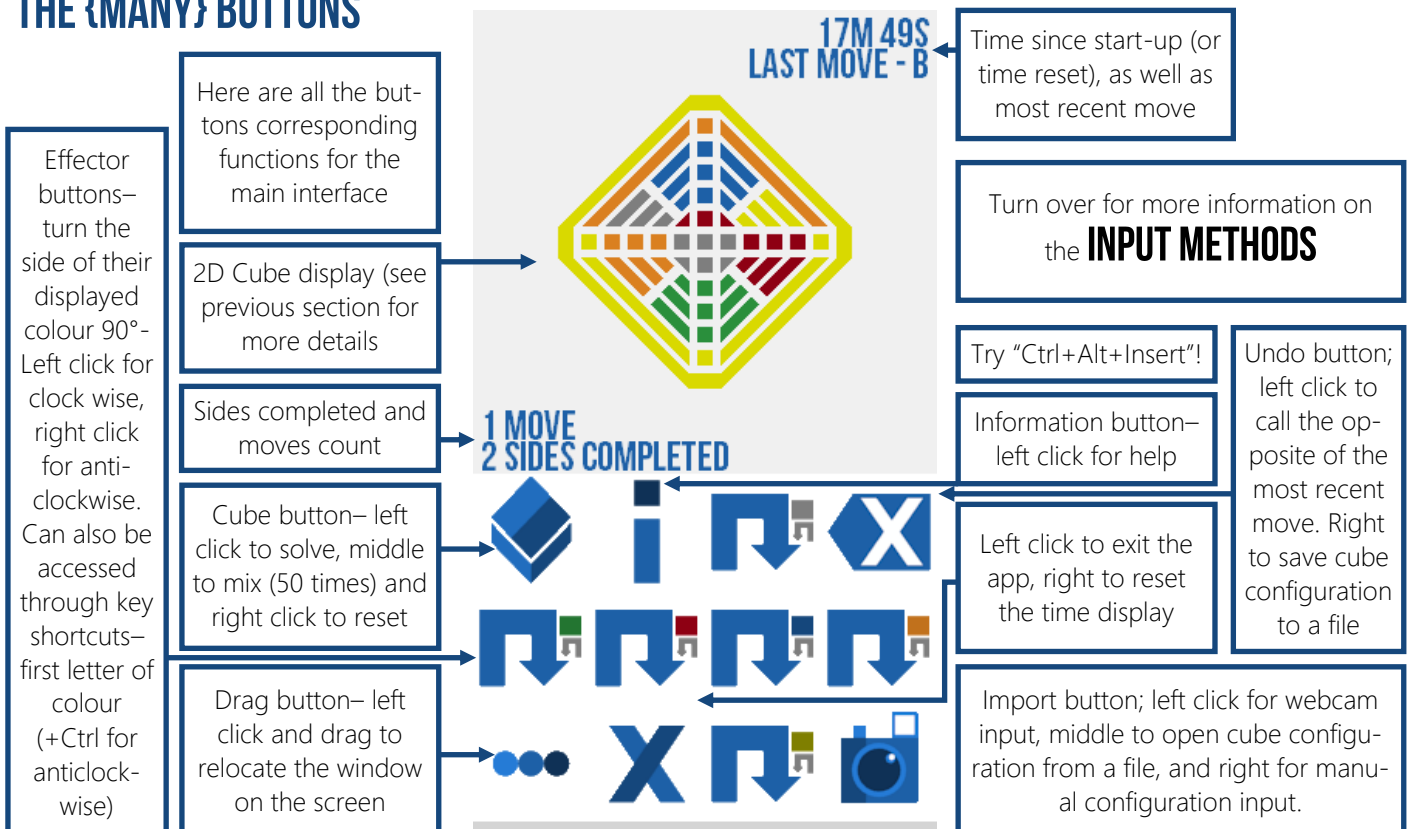 THE {MANY} BUTTONS
Effector
buttons–
turn the
side of their
displayed
colour 90°-
Left click for
clock wise,
right click
for anti-
clockwise.
Can also be
accessed
through key
shortcuts–
first letter of
colour
(+Ctrl for
anticlock-
wise)
Here are all the but-
tons corresponding
functions for the
main interface
2D Cube display (see
previous section for
more details
Sides completed and
moves count
Cube button– left
click to solve, middle
to mix (50 times) and
right click to reset
Drag button– left
click and drag to
relocate the window
on the screen
17M 49S
LAST MOVE - B
1 MOVE
2 SIDES COMPLETED
Time since start-up (or
time reset), as well as
most recent move
Turn over for more information on
the INPUT METHODS
Try “Ctrl+Alt+Insert”!
Information button–
left click for help
Left click to exit the
app, right to reset
the time display
Undo button;
left click to
call the op-
posite of the
most recent
move. Right
to save cube
configuration
to a file
Import button; left click for webcam
input, middle to open cube configu-
ration from a file, and right for manu-
al configuration input.